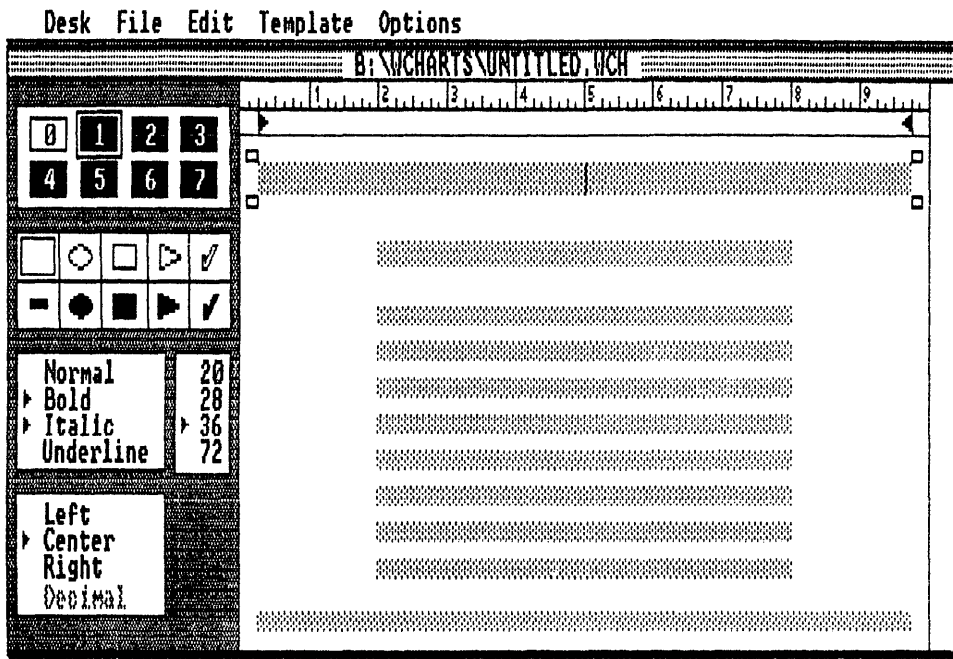 Desk File Edit Template Options
B:\WCHARTS\UNTITLED.WCH
1 2 3 4 5 6 7 8 9
0 1 2 3
4 5 6 7
Normal 20
Bold 28
Italic 36
Underline 72
Left
Center
Right
Decimal